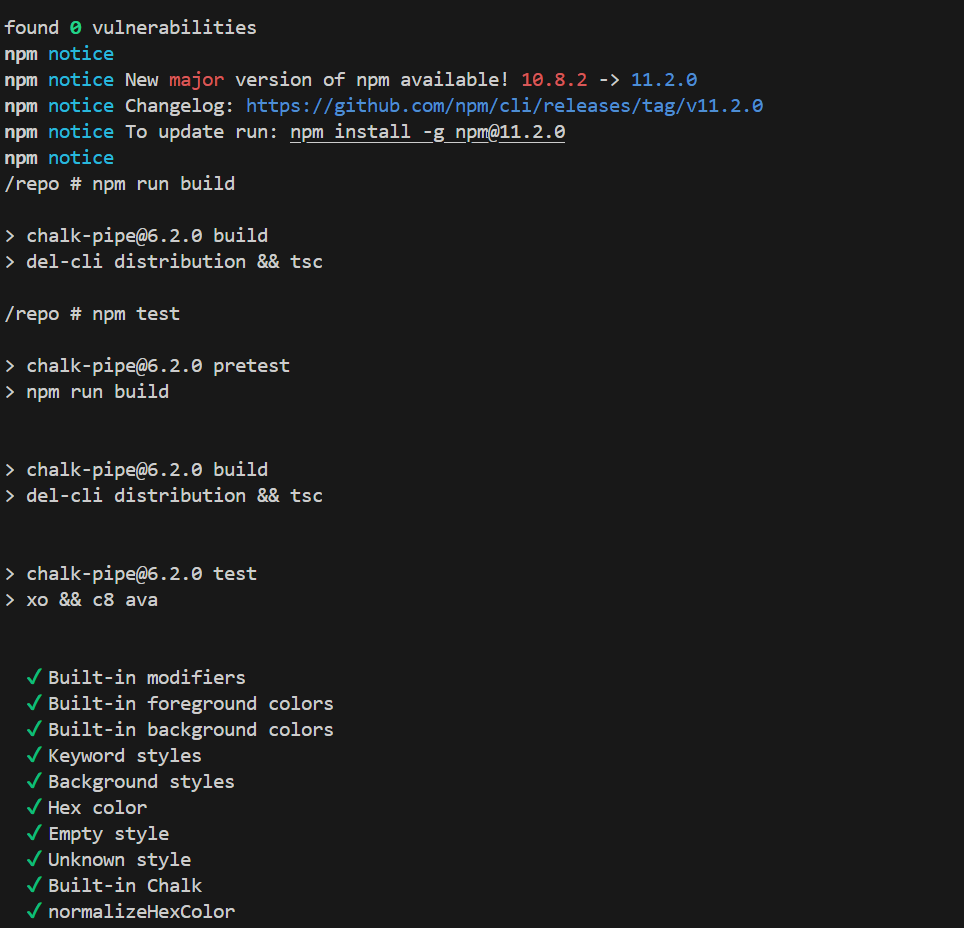 found 0 vulnerabilities
npm notice
npm notice New major version of npm available! 10.8.2 -> 11.2.0
npm notice Changelog: https://github.com/npm/cli/releases/tag/v11.2.0
npm notice To update run: npm install -g npm@11.2.0
npm notice
/repo # npm run build
> chalk-pipe@6.2.0 build
> del-cli distribution && tsc
/repo # npm test
> chalk-pipe@6.2.0 pretest
> npm run build
> chalk-pipe@6.2.0 build
> del-cli distribution && tsc
> chalk-pipe@6.2.0 test
> xo && c8 ava
✓ Built-in modifiers
✓ Built-in foreground colors
✓ Built-in background colors
✓ Keyword styles
✓ Background styles
✓ Hex color
✓ Empty style
✓ Unknown style
✓ Built-in Chalk
✓ normalizeHexColor